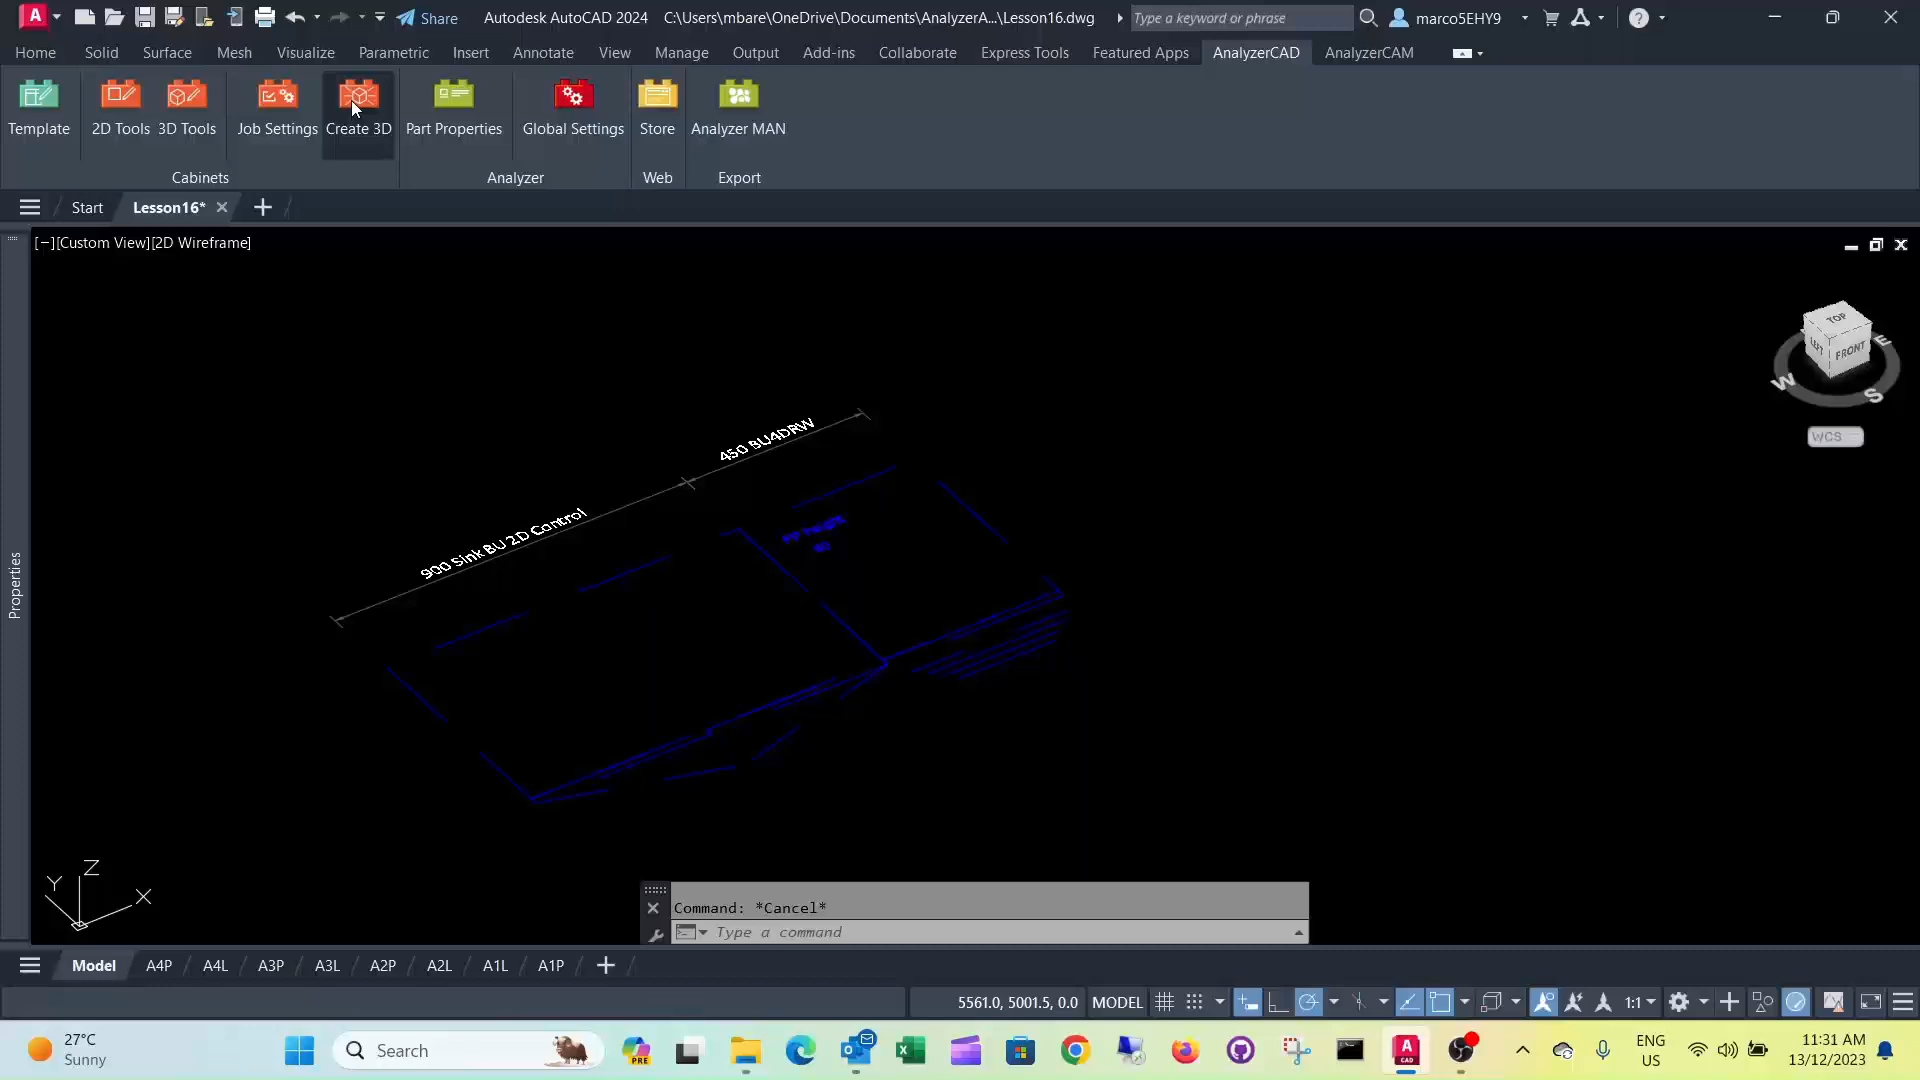 Share
Autodesk AutoCAD 2024 C:\Users\mbare\OneDrive\Documents\AnalyzerA...\Lesson16.dwg
Type a keyword or phrase
marco5EHY9
Home Solid Surface Mesh Visualize Parametric Insert Annotate View Manage Output Add-ins Collaborate Express Tools Featured Apps AnalyzerCAD AnalyzerCAM
Template 2D Tools 3D Tools Job Settings Create 3D Part Properties Global Settings Store Analyzer MAN
Cabinets Analyzer Web Export
Start Lesson16*
[−][Custom View][2D Wireframe]
TOP
LEFT FRONT
E
W
S
WCS
450 BU4DRW
900 Sink BU 2D Control
Properties
Y Z X
Command: *Cancel*
Type a command
Model A4P A4L A3P A3L A2P A2L A1L A1P
5561.0, 5001.5, 0.0 MODEL 1:1
27°C
Sunny
Search
PRE
A
CAD
ENG
US
11:31 AM
13/12/2023